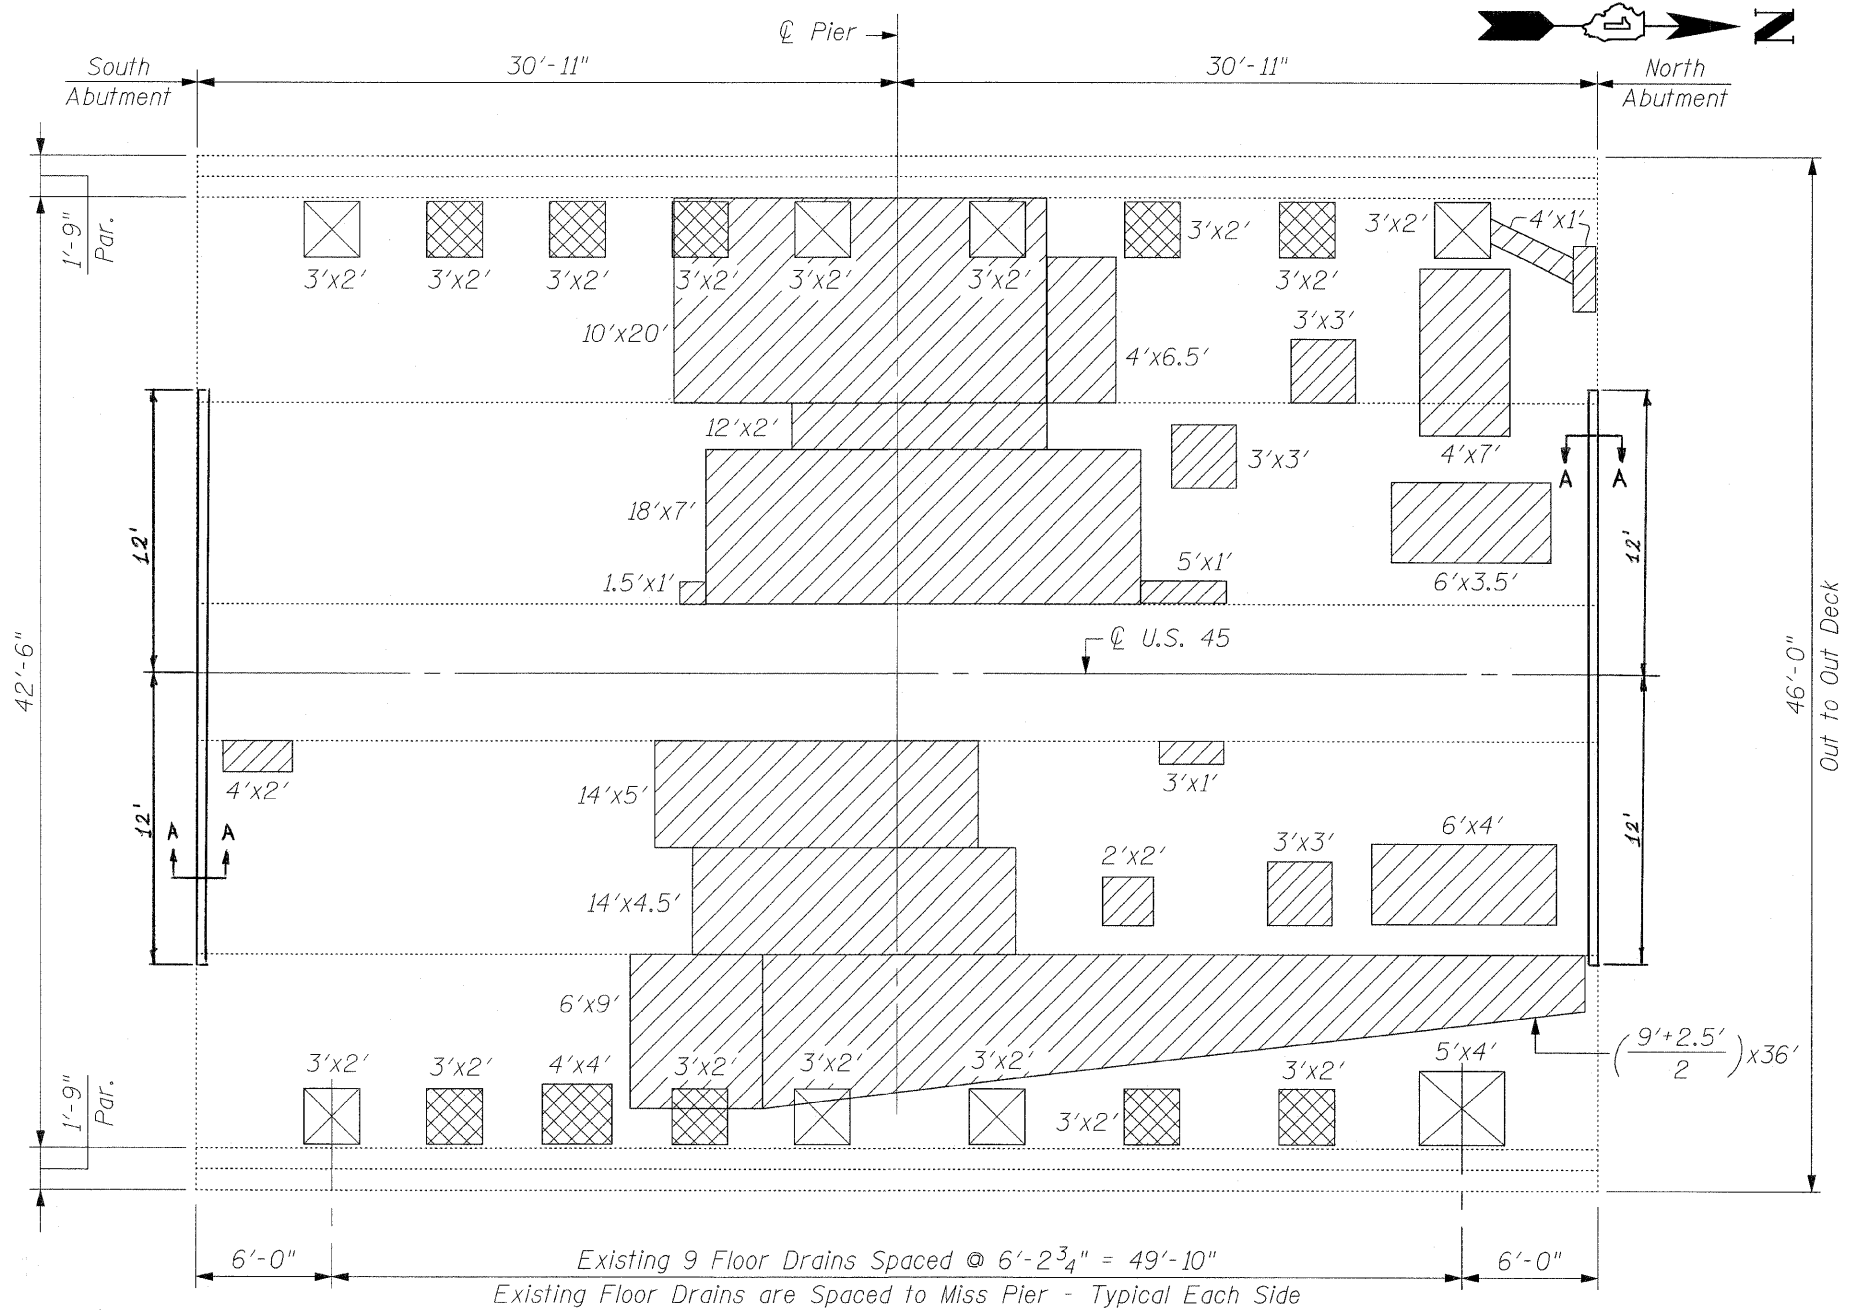 ℄ Pier
N
1
South
Abutment
30'-11"
30'-11"
North
Abutment
1'-9"
Par.
3'x2'
3'x2'
3'x2'
3'x2'
3'x2'
3'x2'
3'x2'
3'x2'
3'x2'
4'x1'
10'x20'
4'x6.5'
3'x3'
12'x2'
3'x3'
4'x7'
A
A
18'x7'
12'
12'
1.5'x1'
5'x1'
6'x3.5'
42'-6"
℄ U.S. 45
46'-0"
Out to Out Deck
4'x2'
14'x5'
3'x1'
12'
12'
A
A
14'x4.5'
2'x2'
3'x3'
6'x4'
6'x9'
(9'+2.5'
2)x36'
3'x2'
3'x2'
4'x4'
3'x2'
3'x2'
3'x2'
3'x2'
3'x2'
5'x4'
1'-9"
Par.
6'-0"
Existing 9 Floor Drains Spaced @ 6'-2¾" = 49'-10"
6'-0"
Existing Floor Drains are Spaced to Miss Pier - Typical Each Side